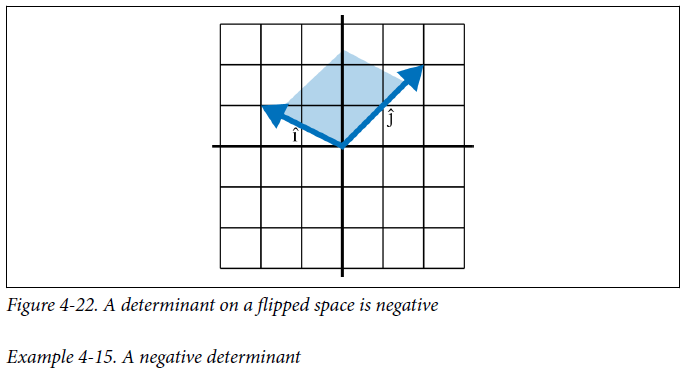 î
ĵ
Figure 4-22. A determinant on a flipped space is negative
Example 4-15. A negative determinant